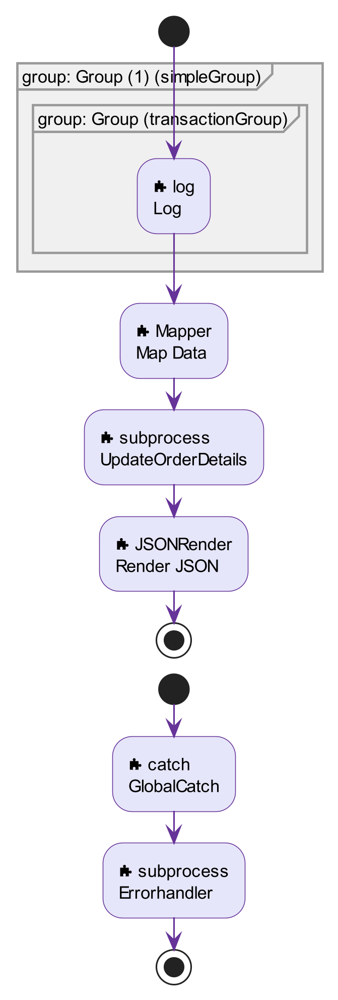 group: Group (1) (simpleGroup)
group: Group (transactionGroup)
log
Log
Mapper
Map Data
subprocess
UpdateOrderDetails
JSONRender
Render JSON
catch
GlobalCatch
subprocess
Errorhandler